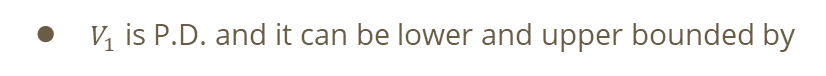 ● V₁ is P.D. and it can be lower and upper bounded by